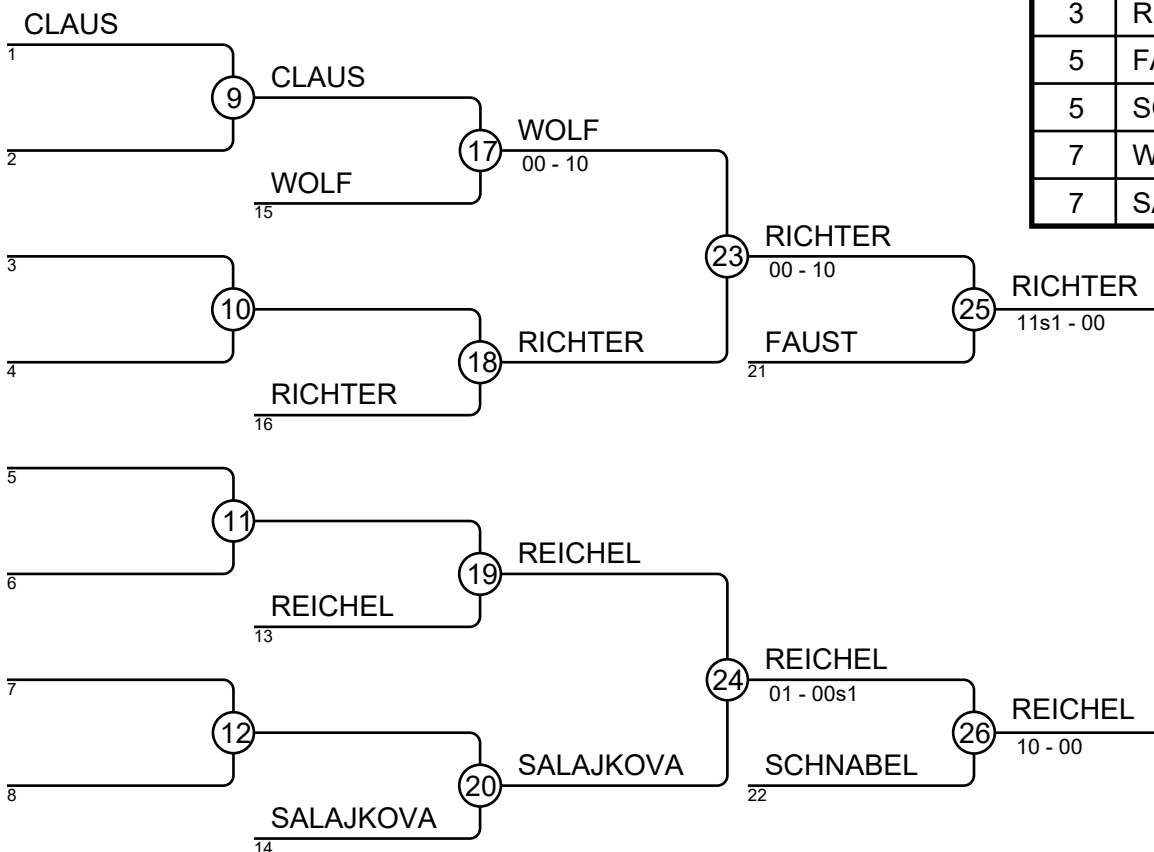 CLAUS
1
3 R
5 FA
9
CLAUS
5 S
2
17
WOLF
00 - 10
7 W
WOLF
15
7 SA
3
23
RICHTER
00 - 10
10
25
RICHTER
11s1 - 00
4
18
RICHTER
FAUST
21
RICHTER
16
5
11
6
19
REICHEL
REICHEL
13
7
24
REICHEL
01 - 00s1
12
26
REICHEL
10 - 00
8
20
SALAJKOVA
SCHNABEL
22
SALAJKOVA
14